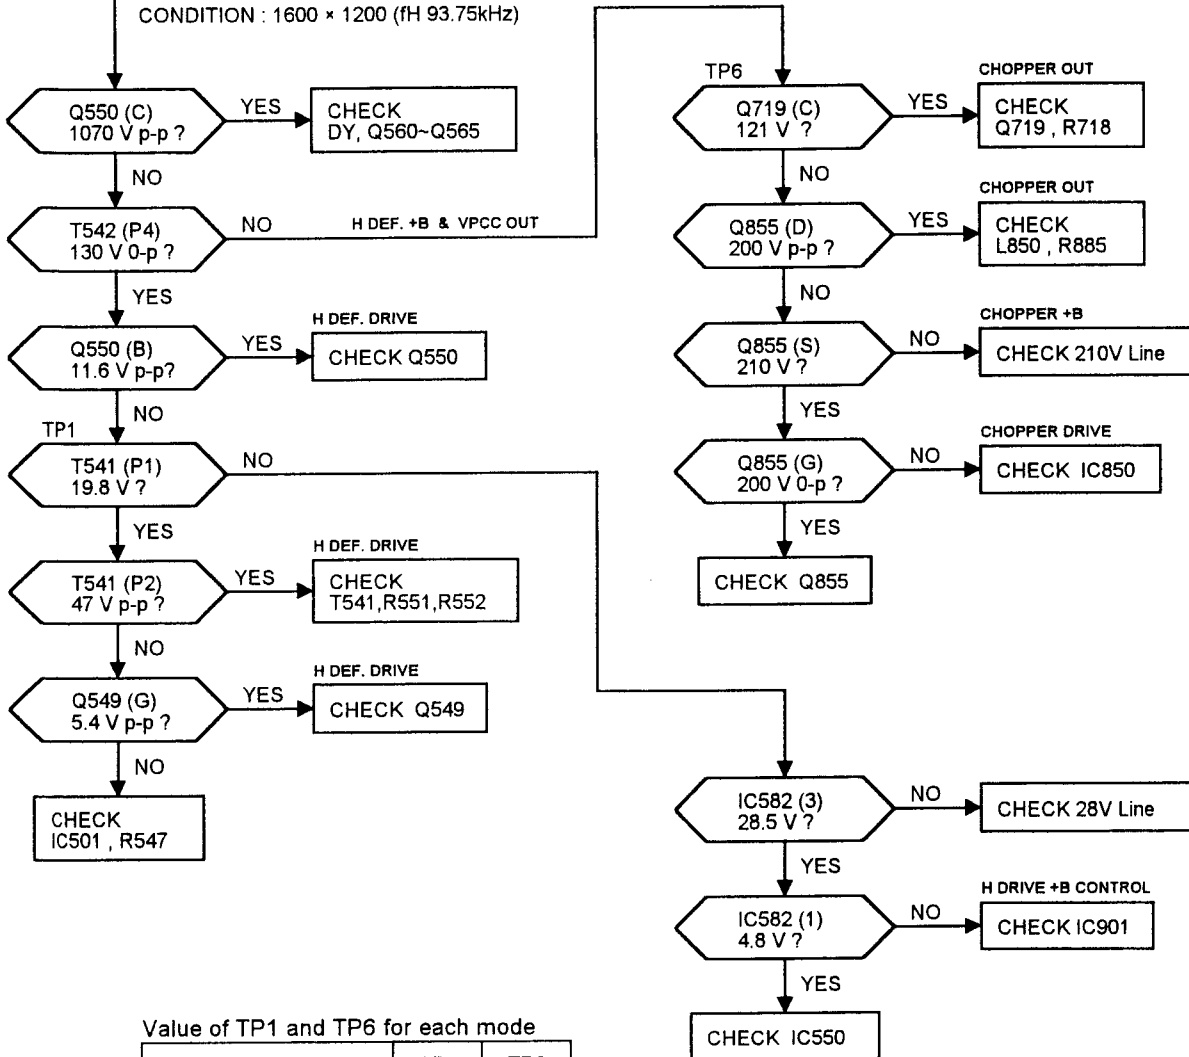 CONDITION : 1600 × 1200 (fH 93.75kHz)
Q550 (C)
1070 V p-p ?
YES
CHECK
DY, Q560~Q565
NO
T542 (P4)
130 V 0-p ?
NO
H DEF. +B & VPCC OUT
YES
Q550 (B)
11.6 V p-p?
YES
H DEF. DRIVE
CHECK Q550
NO
TP1
T541 (P1)
19.8 V ?
NO
YES
T541 (P2)
47 V p-p ?
YES
H DEF. DRIVE
CHECK
T541,R551,R552
NO
Q549 (G)
5.4 V p-p ?
YES
H DEF. DRIVE
CHECK Q549
NO
CHECK
IC501 , R547
TP6
Q719 (C)
121 V ?
YES
CHOPPER OUT
CHECK
Q719 , R718
NO
Q855 (D)
200 V p-p ?
YES
CHOPPER OUT
CHECK
L850 , R885
NO
Q855 (S)
210 V ?
NO
CHOPPER +B
CHECK 210V Line
YES
Q855 (G)
200 V 0-p ?
NO
CHOPPER DRIVE
CHECK IC850
YES
CHECK Q855
IC582 (3)
28.5 V ?
NO
CHECK 28V Line
YES
IC582 (1)
4.8 V ?
NO
H DRIVE +B CONTROL
CHECK IC901
YES
CHECK IC550
Value of TP1 and TP6 for each mode